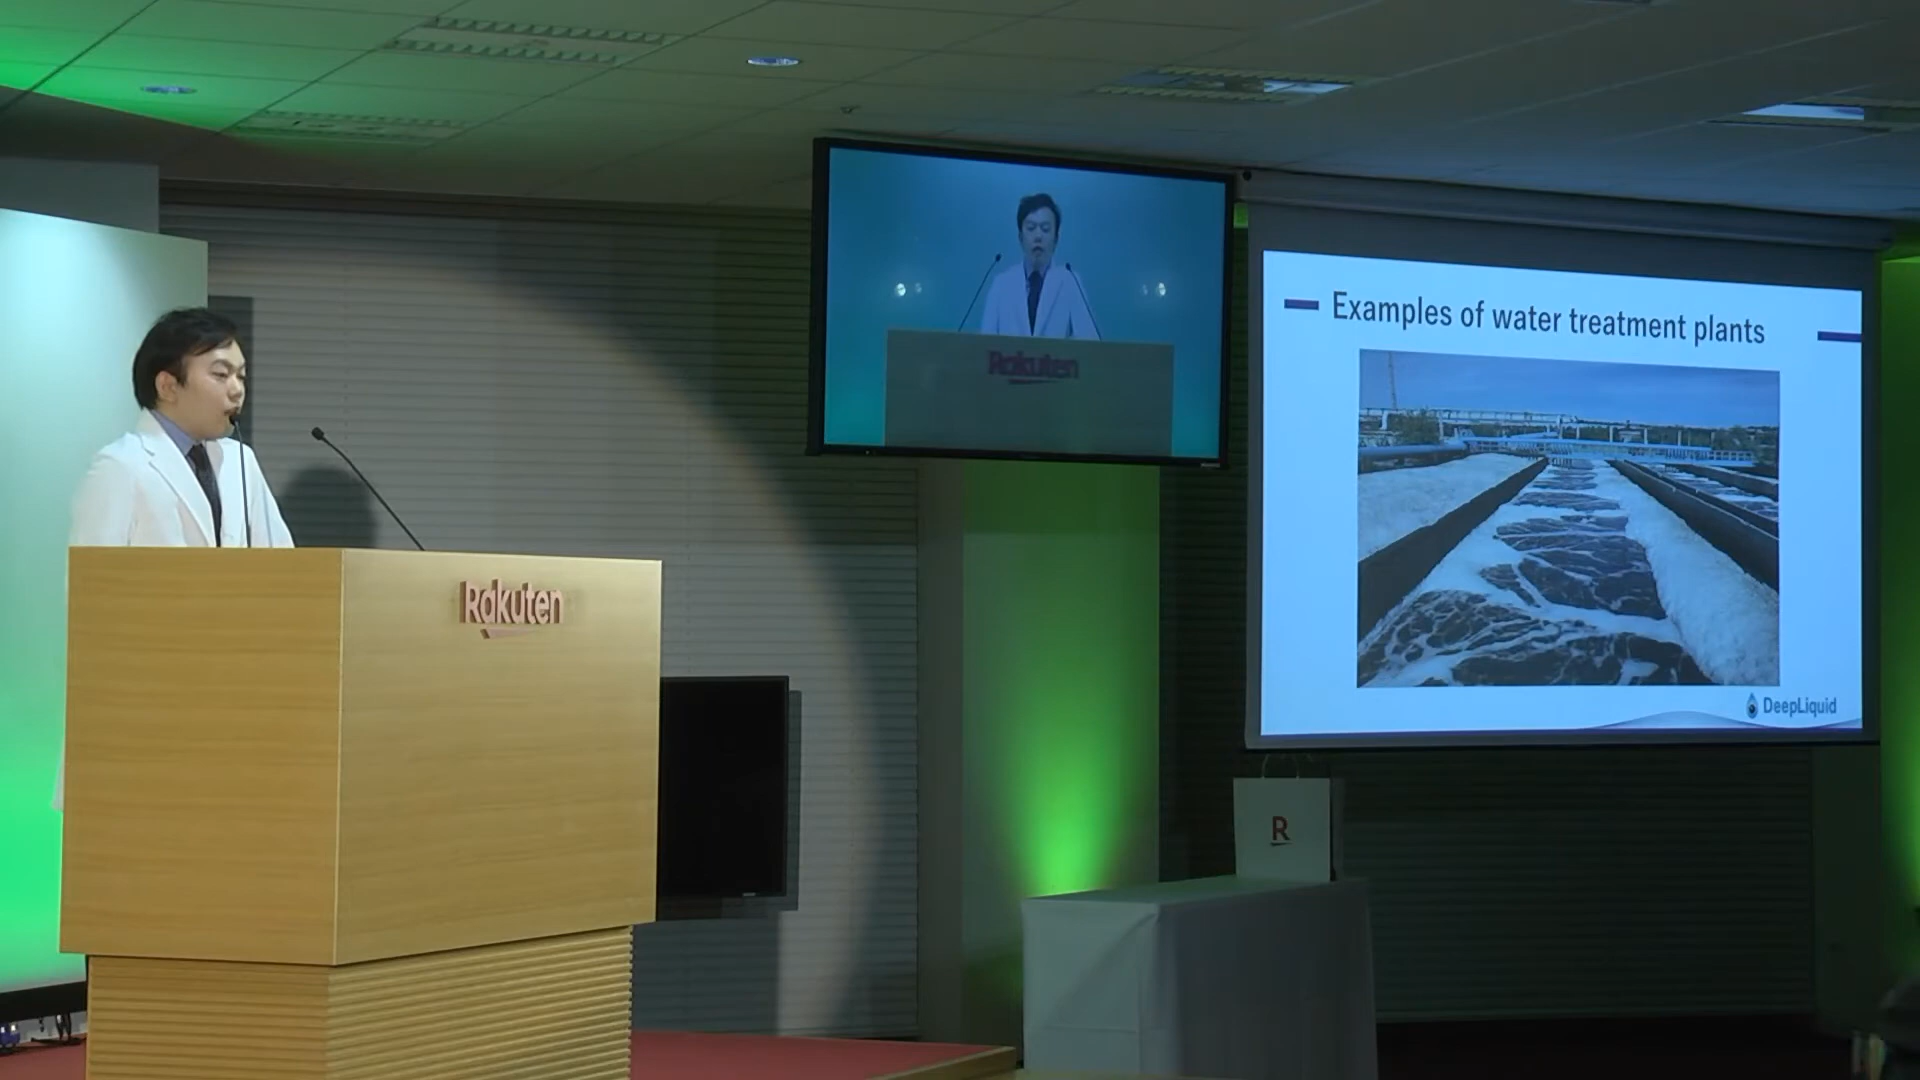 Rakuten
Rakuten
Examples of water treatment plants
DeepLiquid
R